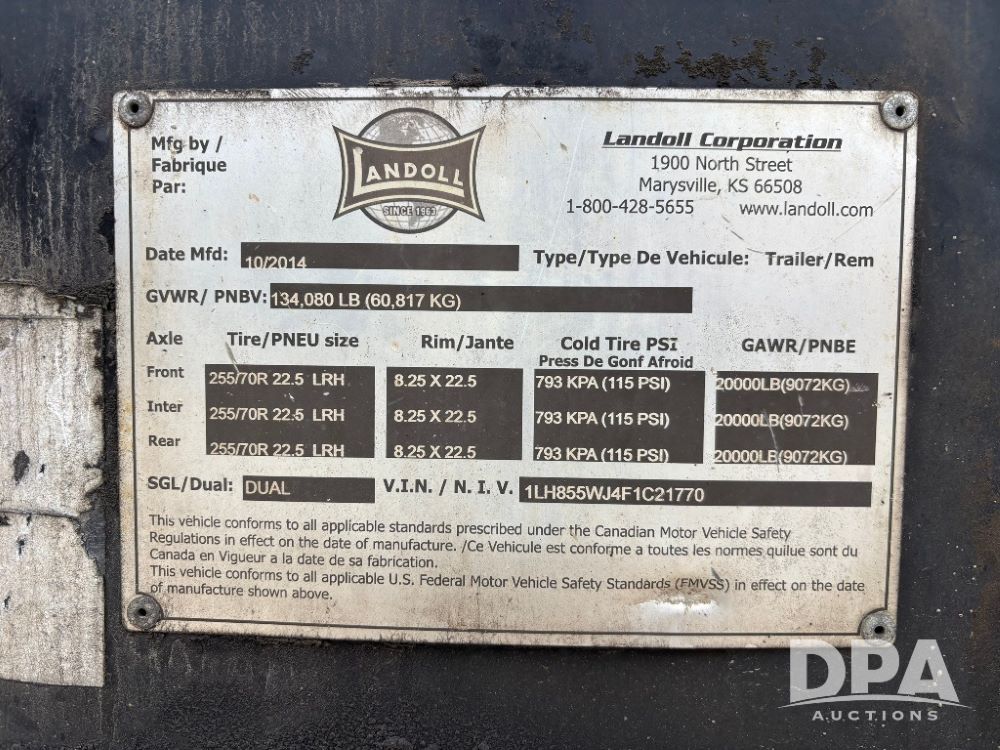 Mfg by /
Fabrique
Par:
LANDOLL
SINCE 1963
Landoll Corporation
1900 North Street
Marysville, KS 66508
1-800-428-5655 www.landoll.com
Date Mfd: 10/2014 Type/Type De Vehicule: Trailer/Rem
GVWR/ PNBV: 134,080 LB (60,817 KG)
Axle Tire/PNEU size Rim/Jante Cold Tire PSI GAWR/PNBE
Press De Gonf Afroid
Front 255/70R 22.5 LRH 8.25 X 22.5 793 KPA (115 PSI) 20000LB(9072KG)
Inter 255/70R 22.5 LRH 8.25 X 22.5 793 KPA (115 PSI) 20000LB(9072KG)
Rear 255/70R 22.5 LRH 8.25 X 22.5 793 KPA (115 PSI) 20000LB(9072KG)
SGL/Dual: DUAL V.I.N. / N. I. V. 1LH855WJ4F1C21770
This vehicle conforms to all applicable standards prescribed under the Canadian Motor Vehicle Safety
Regulations in effect on the date of manufacture. /Ce Vehicule est conforme a toutes les normes quilue sont du
Canada en Vigueur a la date de sa fabrication.
This vehicle conforms to all applicable U.S. Federal Motor Vehicle Safety Standards (FMVSS) in effect on the date
of manufacture shown above.
DPA
AUCTIONS